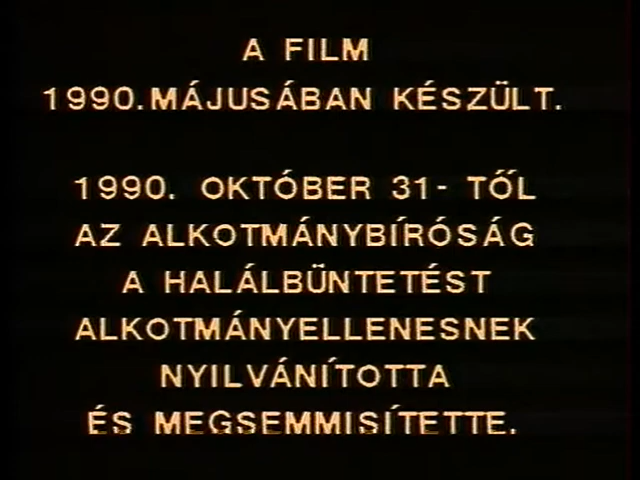 A FILM
1990.MÁJUSÁBAN KÉSZÜLT.
1990. OKTÓBER 31- TŐL
AZ ALKOTMÁNYBÍRÓSÁG
A HALÁLBÜNTETÉST
ALKOTMÁNYELLENESNEK
NYILVÁNÍTOTTA
ÉS MEGSEMMISÍTETTE.